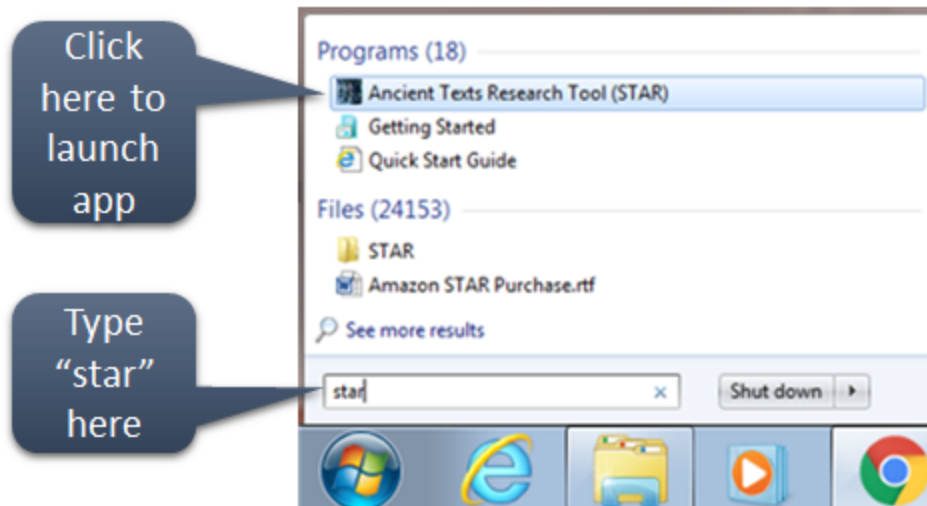 Click
here to
launch
app
Programs (18)
Ancient Texts Research Tool (STAR)
Getting Started
Quick Start Guide
Files (24153)
STAR
Amazon STAR Purchase.rtf
See more results
Type
“star”
here
star
Shut down